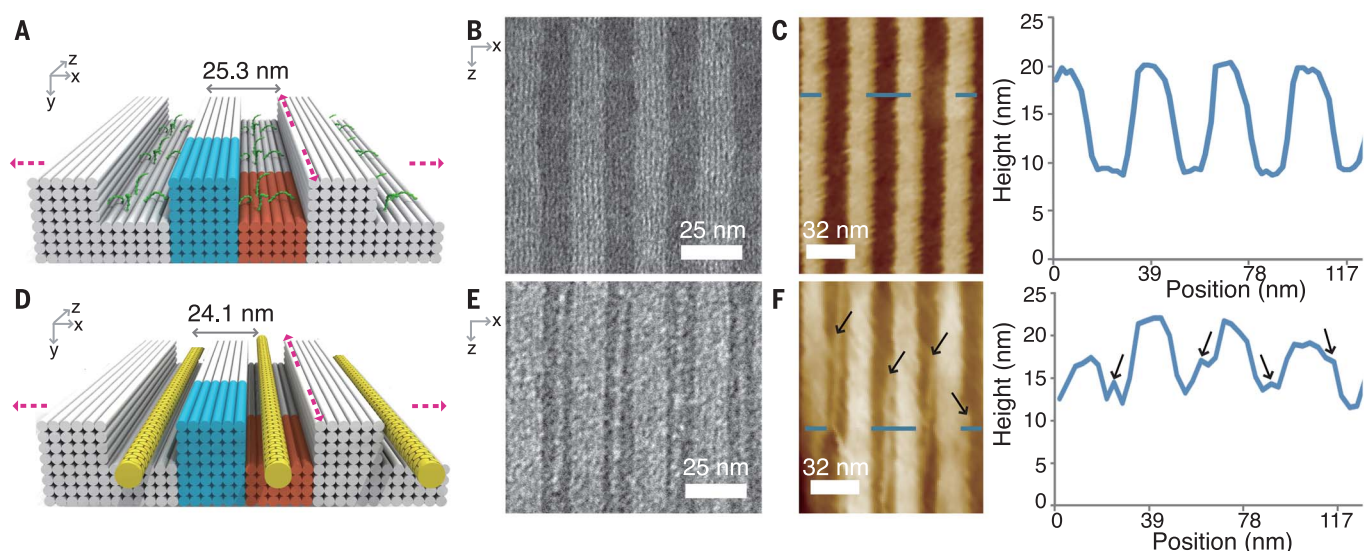 A
z
x
y
25.3 nm
B
x
z
25 nm
C
32 nm
Height (nm)
25
20
15
10
5
0
0
39
78
117
Position (nm)
D
z
x
y
24.1 nm
E
x
z
25 nm
F
32 nm
Height (nm)
25
20
15
10
5
0
0
39
78
117
Position (nm)